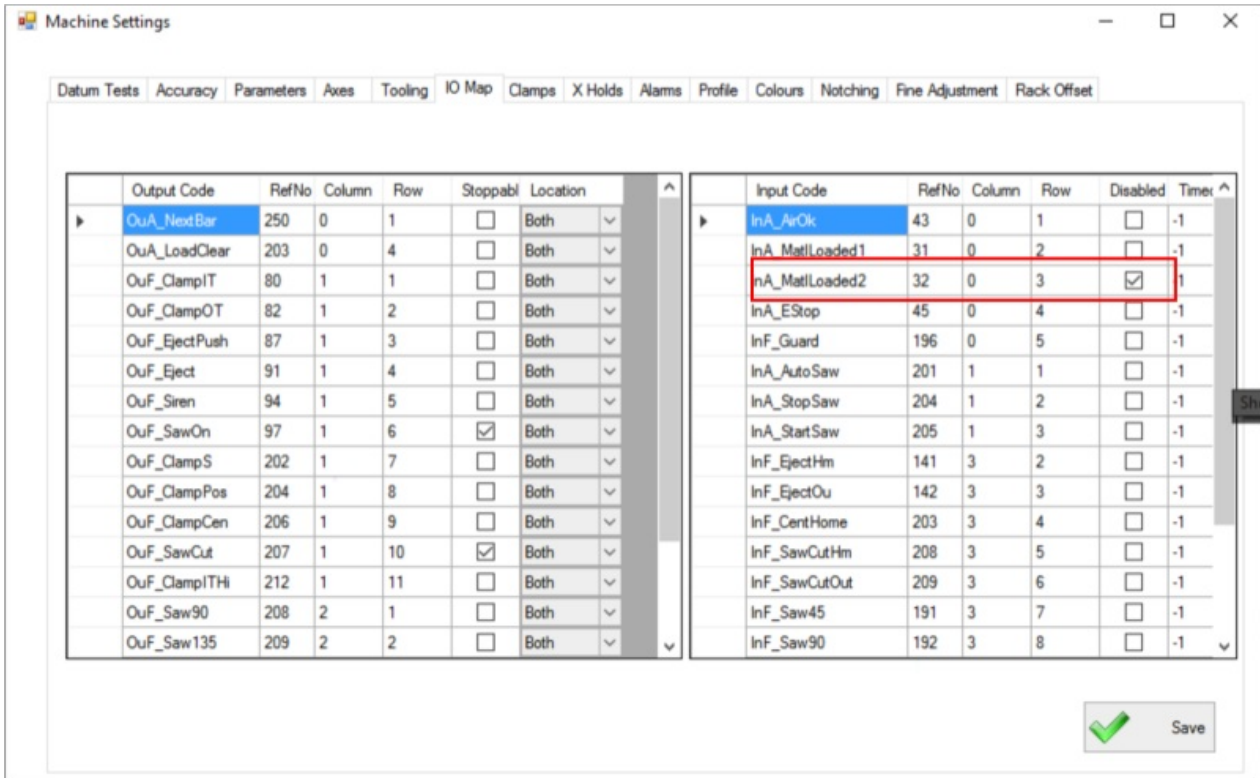 Machine Settings
Datum Tests Accuracy Parameters Axes Tooling IO Map Clamps X Holds Alarms Profile Colours Notching Fine Adjustment Rack Offset
Output Code RefNo Column Row Stoppabl Location
OuA_NextBar 250 0 1 Both
OuA_LoadClear 203 0 4 Both
OuF_ClampIT 80 1 1 Both
OuF_ClampOT 82 1 2 Both
OuF_EjectPush 87 1 3 Both
OuF_Eject 91 1 4 Both
OuF_Siren 94 1 5 Both
OuF_SawOn 97 1 6 Both
OuF_ClampS 202 1 7 Both
OuF_ClampPos 204 1 8 Both
OuF_ClampCen 206 1 9 Both
OuF_SawCut 207 1 10 Both
OuF_ClampITHi 212 1 11 Both
OuF_Saw90 208 2 1 Both
OuF_Saw135 209 2 2 Both
Input Code RefNo Column Row Disabled Timec
InA_AirOk 43 0 1 -1
InA_MatlLoaded1 31 0 2 -1
nA_MatlLoaded2 32 0 3 1
InA_EStop 45 0 4 -1
InF_Guard 196 0 5 -1
InA_AutoSaw 201 1 1 -1
InA_StopSaw 204 1 2 -1
InA_StartSaw 205 1 3 -1
InF_EjectHm 141 3 2 -1
InF_EjectOu 142 3 3 -1
InF_CentHome 203 3 4 -1
InF_SawCutHm 208 3 5 -1
InF_SawCutOut 209 3 6 -1
InF_Saw45 191 3 7 -1
InF_Saw90 192 3 8 -1
Save